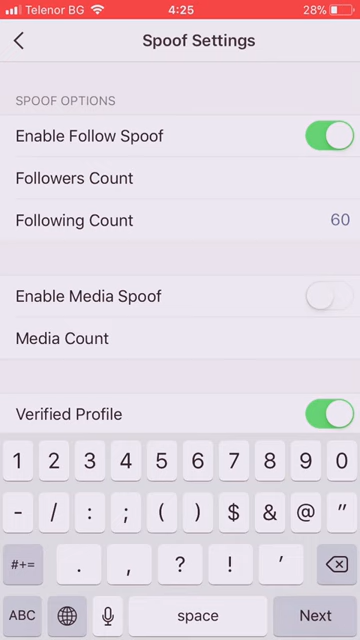 Telenor BG 4:25 28%
Spoof Settings
SPOOF OPTIONS
Enable Follow Spoof
Followers Count
Following Count 60
Enable Media Spoof
Media Count
Verified Profile
1 2 3 4 5 6 7 8 9 0
- / : ; ( ) $ & @ "
#+= . , ? ! ’
ABC space Next